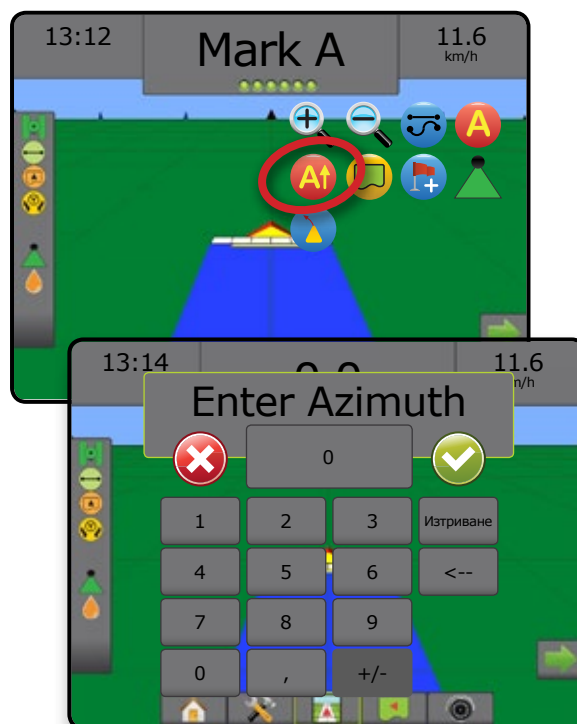 13:12 Mark A 11.6
km/h
A
A
13:14 11.6
Enter Azimuth
0
1 2 3 Изтриване
4 5 6 <--
7 8 9
0 , +/-